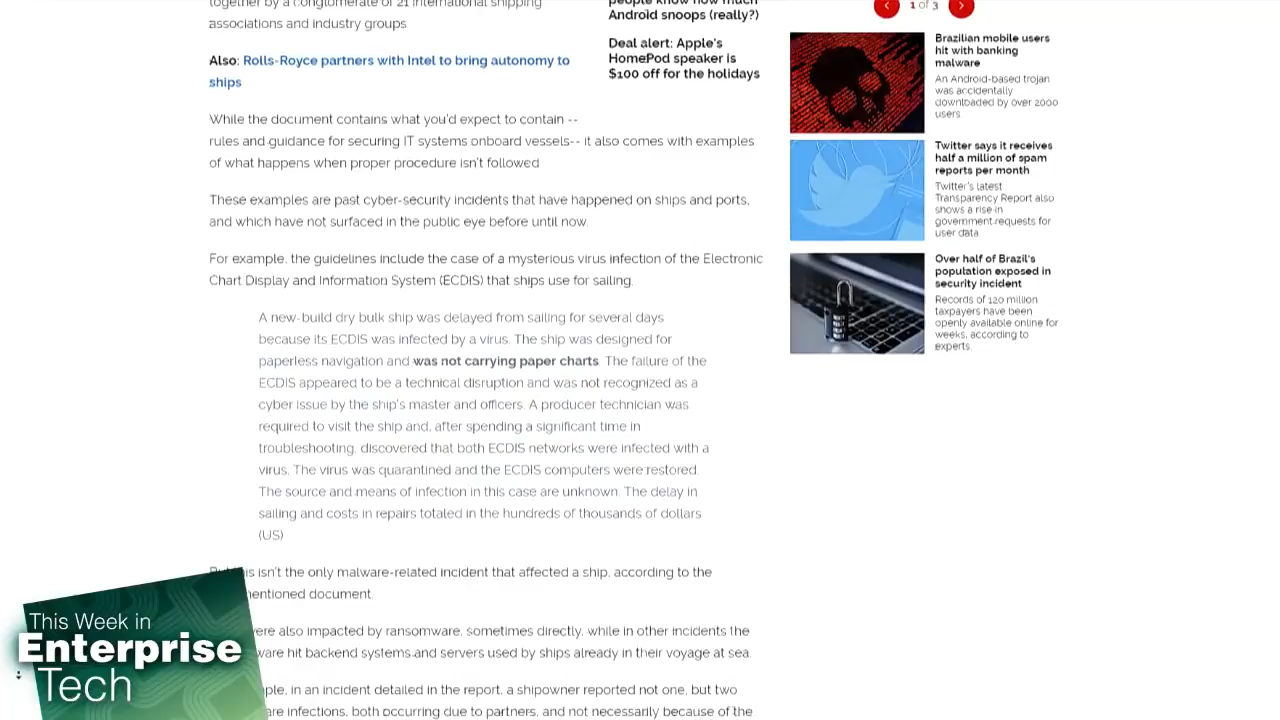 together by a conglomerate of 21 international shipping
associations and industry groups
Also: Rolls-Royce partners with Intel to bring autonomy to
ships
While the document contains what you'd expect to contain --
rules and guidance for securing IT systems onboard vessels-- it also comes with examples
of what happens when proper procedure isn't followed
These examples are past cyber-security incidents that have happened on ships and ports,
and which have not surfaced in the public eye before until now.
For example, the guidelines include the case of a mysterious virus infection of the Electronic
Chart Display and Information System (ECDIS) that ships use for sailing.
A new-build dry bulk ship was delayed from sailing for several days
because its ECDIS was infected by a virus. The ship was designed for
paperless navigation and was not carrying paper charts. The failure of the
ECDIS appeared to be a technical disruption and was not recognized as a
cyber issue by the ship's master and officers. A producer technician was
required to visit the ship and, after spending a significant time in
troubleshooting, discovered that both ECDIS networks were infected with a
virus. The virus was quarantined and the ECDIS computers were restored.
The source and means of infection in this case are unknown. The delay in
sailing and costs in repairs totaled in the hundreds of thousands of dollars
(US)
isn't the only malware-related incident that affected a ship, according to the
document.
also impacted by ransomware, sometimes directly, while in other incidents the
hit backend systems and servers used by ships already in their voyage at sea.
in an incident detailed in the report, a shipowner reported not one, but two
infections, both occurring due to partners, and not necessarily because of the
people know how much
Android snoops (really?)
Deal alert: Apple's
HomePod speaker is
$100 off for the holidays
1 of 3
Brazilian mobile users
hit with banking
malware
An Android-based trojan
was accidentally
downloaded by over 2000
users.
Twitter says it receives
half a million of spam
reports per month
Twitter's latest
Transparency Report also
shows a rise in
government requests for
user data.
Over half of Brazil's
population exposed in
security incident
Records of 120 million
taxpayers have been
openly available online for
weeks, according to
experts.
This Week in
Enterprise
Tech